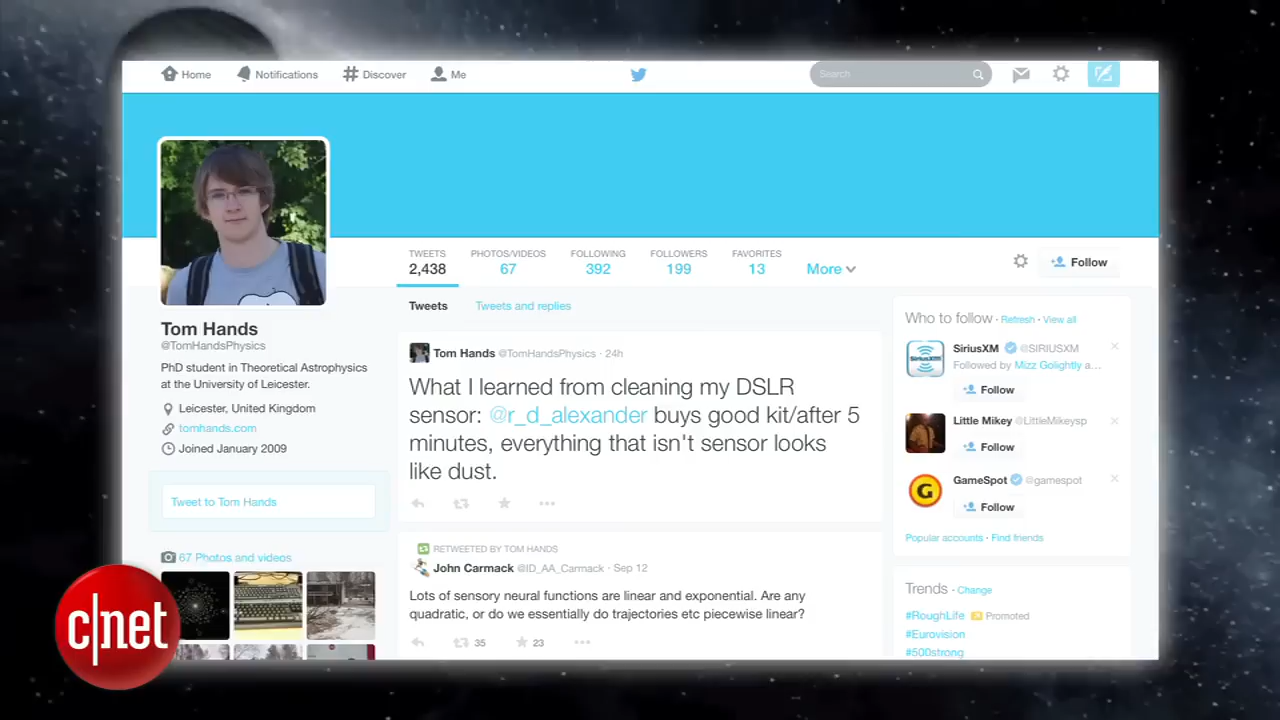 Home Notifications Discover Me Search
TWEETS PHOTOS/VIDEOS FOLLOWING FOLLOWERS FAVORITES
2,438 67 392 199 13 More Follow
Tweets Tweets and replies
Tom Hands
@TomHandsPhysics
PhD student in Theoretical Astrophysics
at the University of Leicester.
Leicester, United Kingdom
tomhands.com
Joined January 2009
Tweet to Tom Hands
67 Photos and videos
Tom Hands @TomHandsPhysics · 24h
What I learned from cleaning my DSLR
sensor: @r_d_alexander buys good kit/after 5
minutes, everything that isn't sensor looks
like dust.
RETWEETED BY TOM HANDS
John Carmack @ID_AA_Carmack · Sep 12
Lots of sensory neural functions are linear and exponential. Are any
quadratic, or do we essentially do trajectories etc piecewise linear?
35 23
Who to follow · Refresh · View all
SiriusXM @SIRIUSXM
SiriusXM
Followed by Mizz Golightly a...
Follow
Little Mikey @LittleMikeysp
Follow
GameSpot @gamespot
G
Follow
Popular accounts · Find friends
Trends · Change
#RoughLife Promoted
#Eurovision
#500strong
c|net